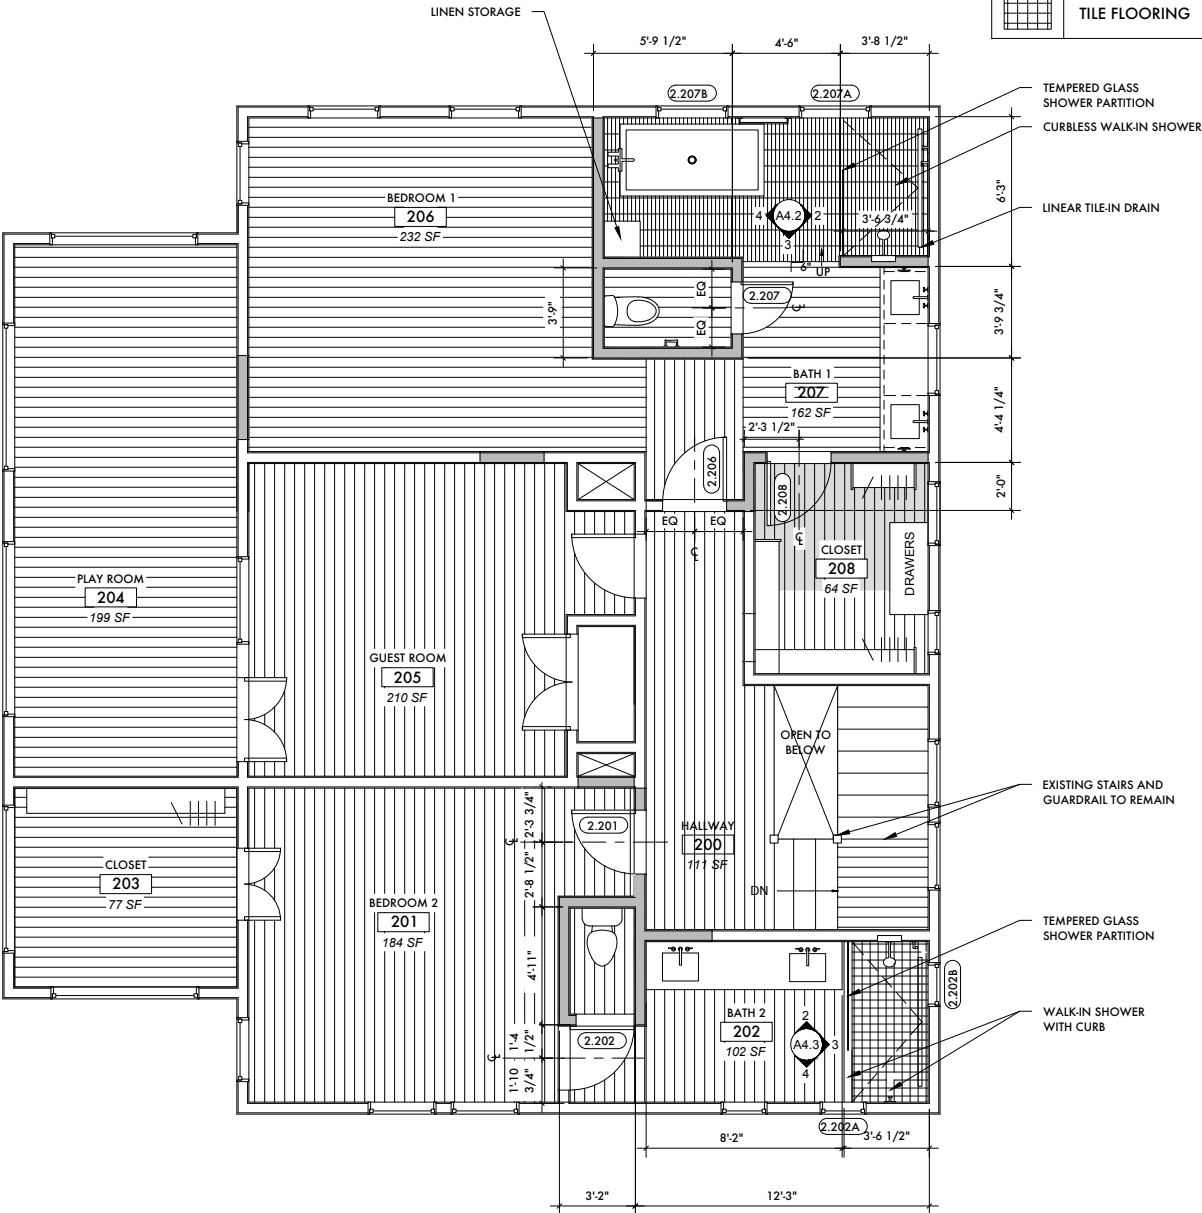 LINEN STORAGE
TILE FLOORING
5'-9 1/2"
4'-6"
3'-8 1/2"
2.207B
2.207A
TEMPERED GLASS
SHOWER PARTITION
CURBLESS WALK-IN SHOWER
6'-3"
BEDROOM 1
206
232 SF
4
A4.2
2
3
3'-6 3/4"
LINEAR TILE-IN DRAIN
6"
UP
EQ
EQ
2.207
3'-9"
3'-9 3/4"
BATH 1
207
162 SF
2'-3 1/2"
4'-4 1/4"
2.206
2.208
2'-0"
EQ
EQ
CLOSET
208
64 SF
DRAWERS
PLAY ROOM
204
199 SF
GUEST ROOM
205
210 SF
OPEN TO
BELOW
EXISTING STAIRS AND
GUARDRAIL TO REMAIN
2'-3 3/4"
2.201
HALLWAY
200
111 SF
2'-8 1/2"
DN
CLOSET
203
77 SF
BEDROOM 2
201
184 SF
TEMPERED GLASS
SHOWER PARTITION
4'-11"
2.202B
BATH 2
202
102 SF
2
A4.3
3
4
WALK-IN SHOWER
WITH CURB
2.202
1'-4
1/2"
1'-10
3/4"
2.202A
8'-2"
3'-6 1/2"
3'-2"
12'-3"